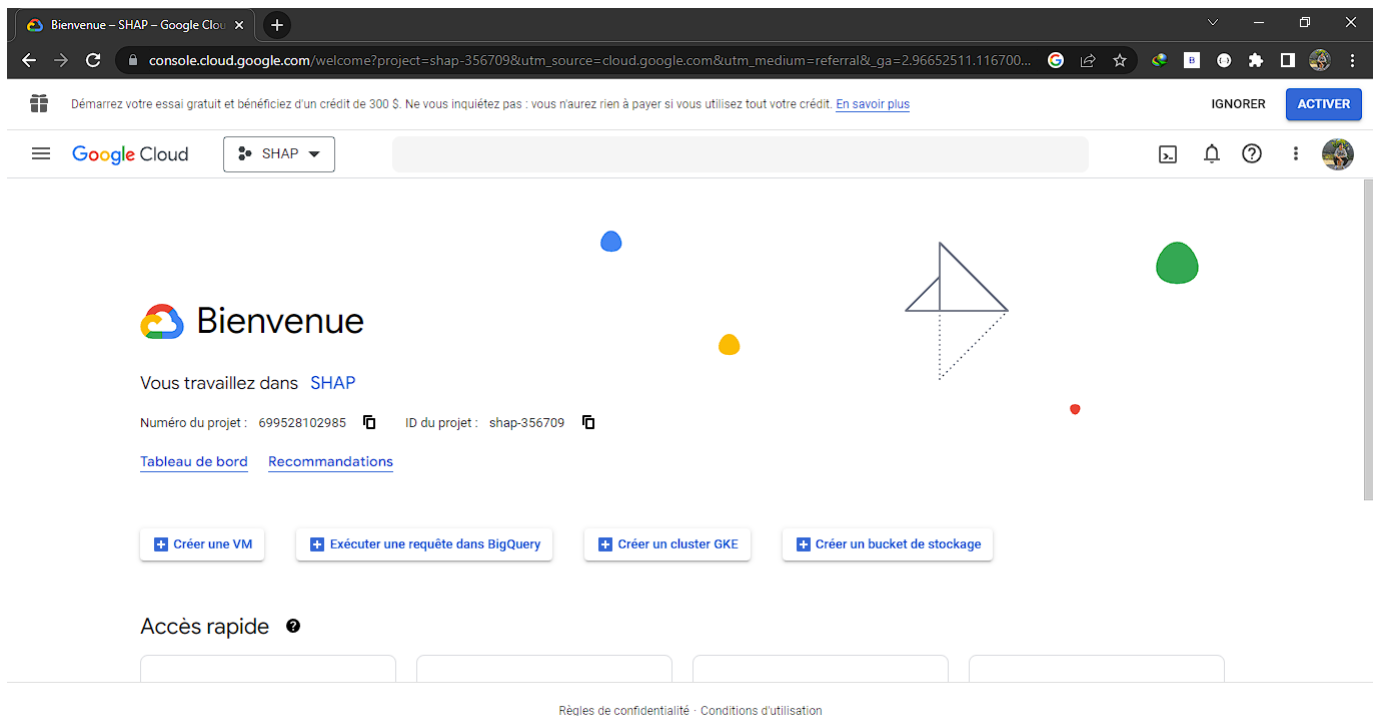 Bienvenue – SHAP – Google Clou
console.cloud.google.com/welcome?project=shap-356709&utm_source=cloud.google.com&utm_medium=referral&_ga=2.96652511.116700...
Démarrez votre essai gratuit et bénéficiez d'un crédit de 300 $. Ne vous inquiétez pas : vous n'aurez rien à payer si vous utilisez tout votre crédit. En savoir plus
IGNORER
ACTIVER
Google Cloud
SHAP
Bienvenue
Vous travaillez dans SHAP
Numéro du projet : 699528102985 ID du projet : shap-356709
Tableau de bord Recommandations
Créer une VM
Exécuter une requête dans BigQuery
Créer un cluster GKE
Créer un bucket de stockage
Accès rapide
Règles de confidentialité · Conditions d'utilisation